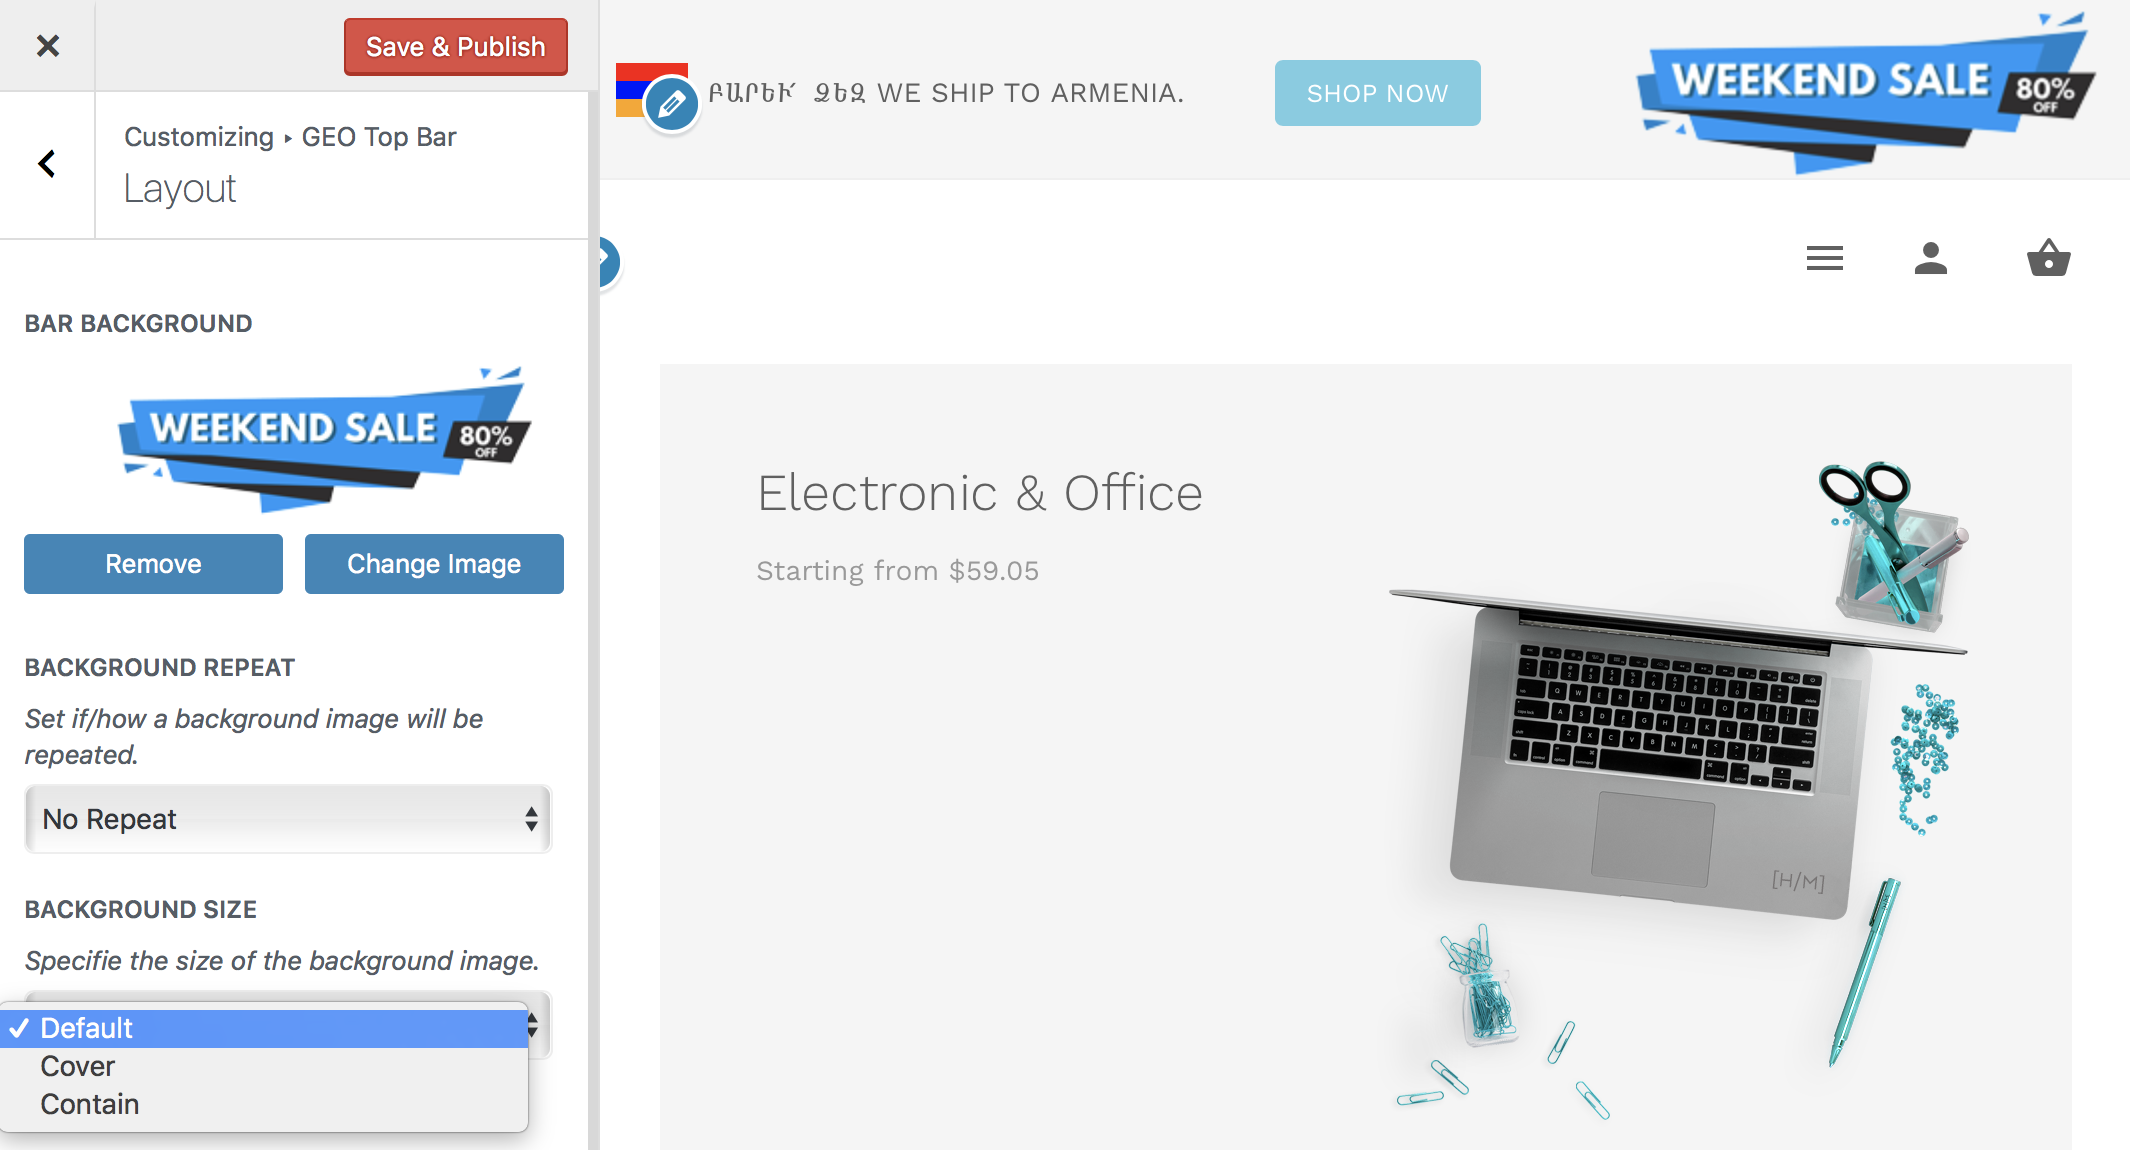 Save & Publish
Customizing ▸ GEO Top Bar
Layout
BAR BACKGROUND
WEEKEND SALE 80% OFF
Remove
Change Image
BACKGROUND REPEAT
Set if/how a background image will be
repeated.
No Repeat
BACKGROUND SIZE
Specifie the size of the background image.
✓ Default
Cover
Contain
ԲԱՐԵՒ ՁԵԶ WE SHIP TO ARMENIA.
SHOP NOW
WEEKEND SALE 80% OFF
Electronic & Office
Starting from $59.05
[H/M]